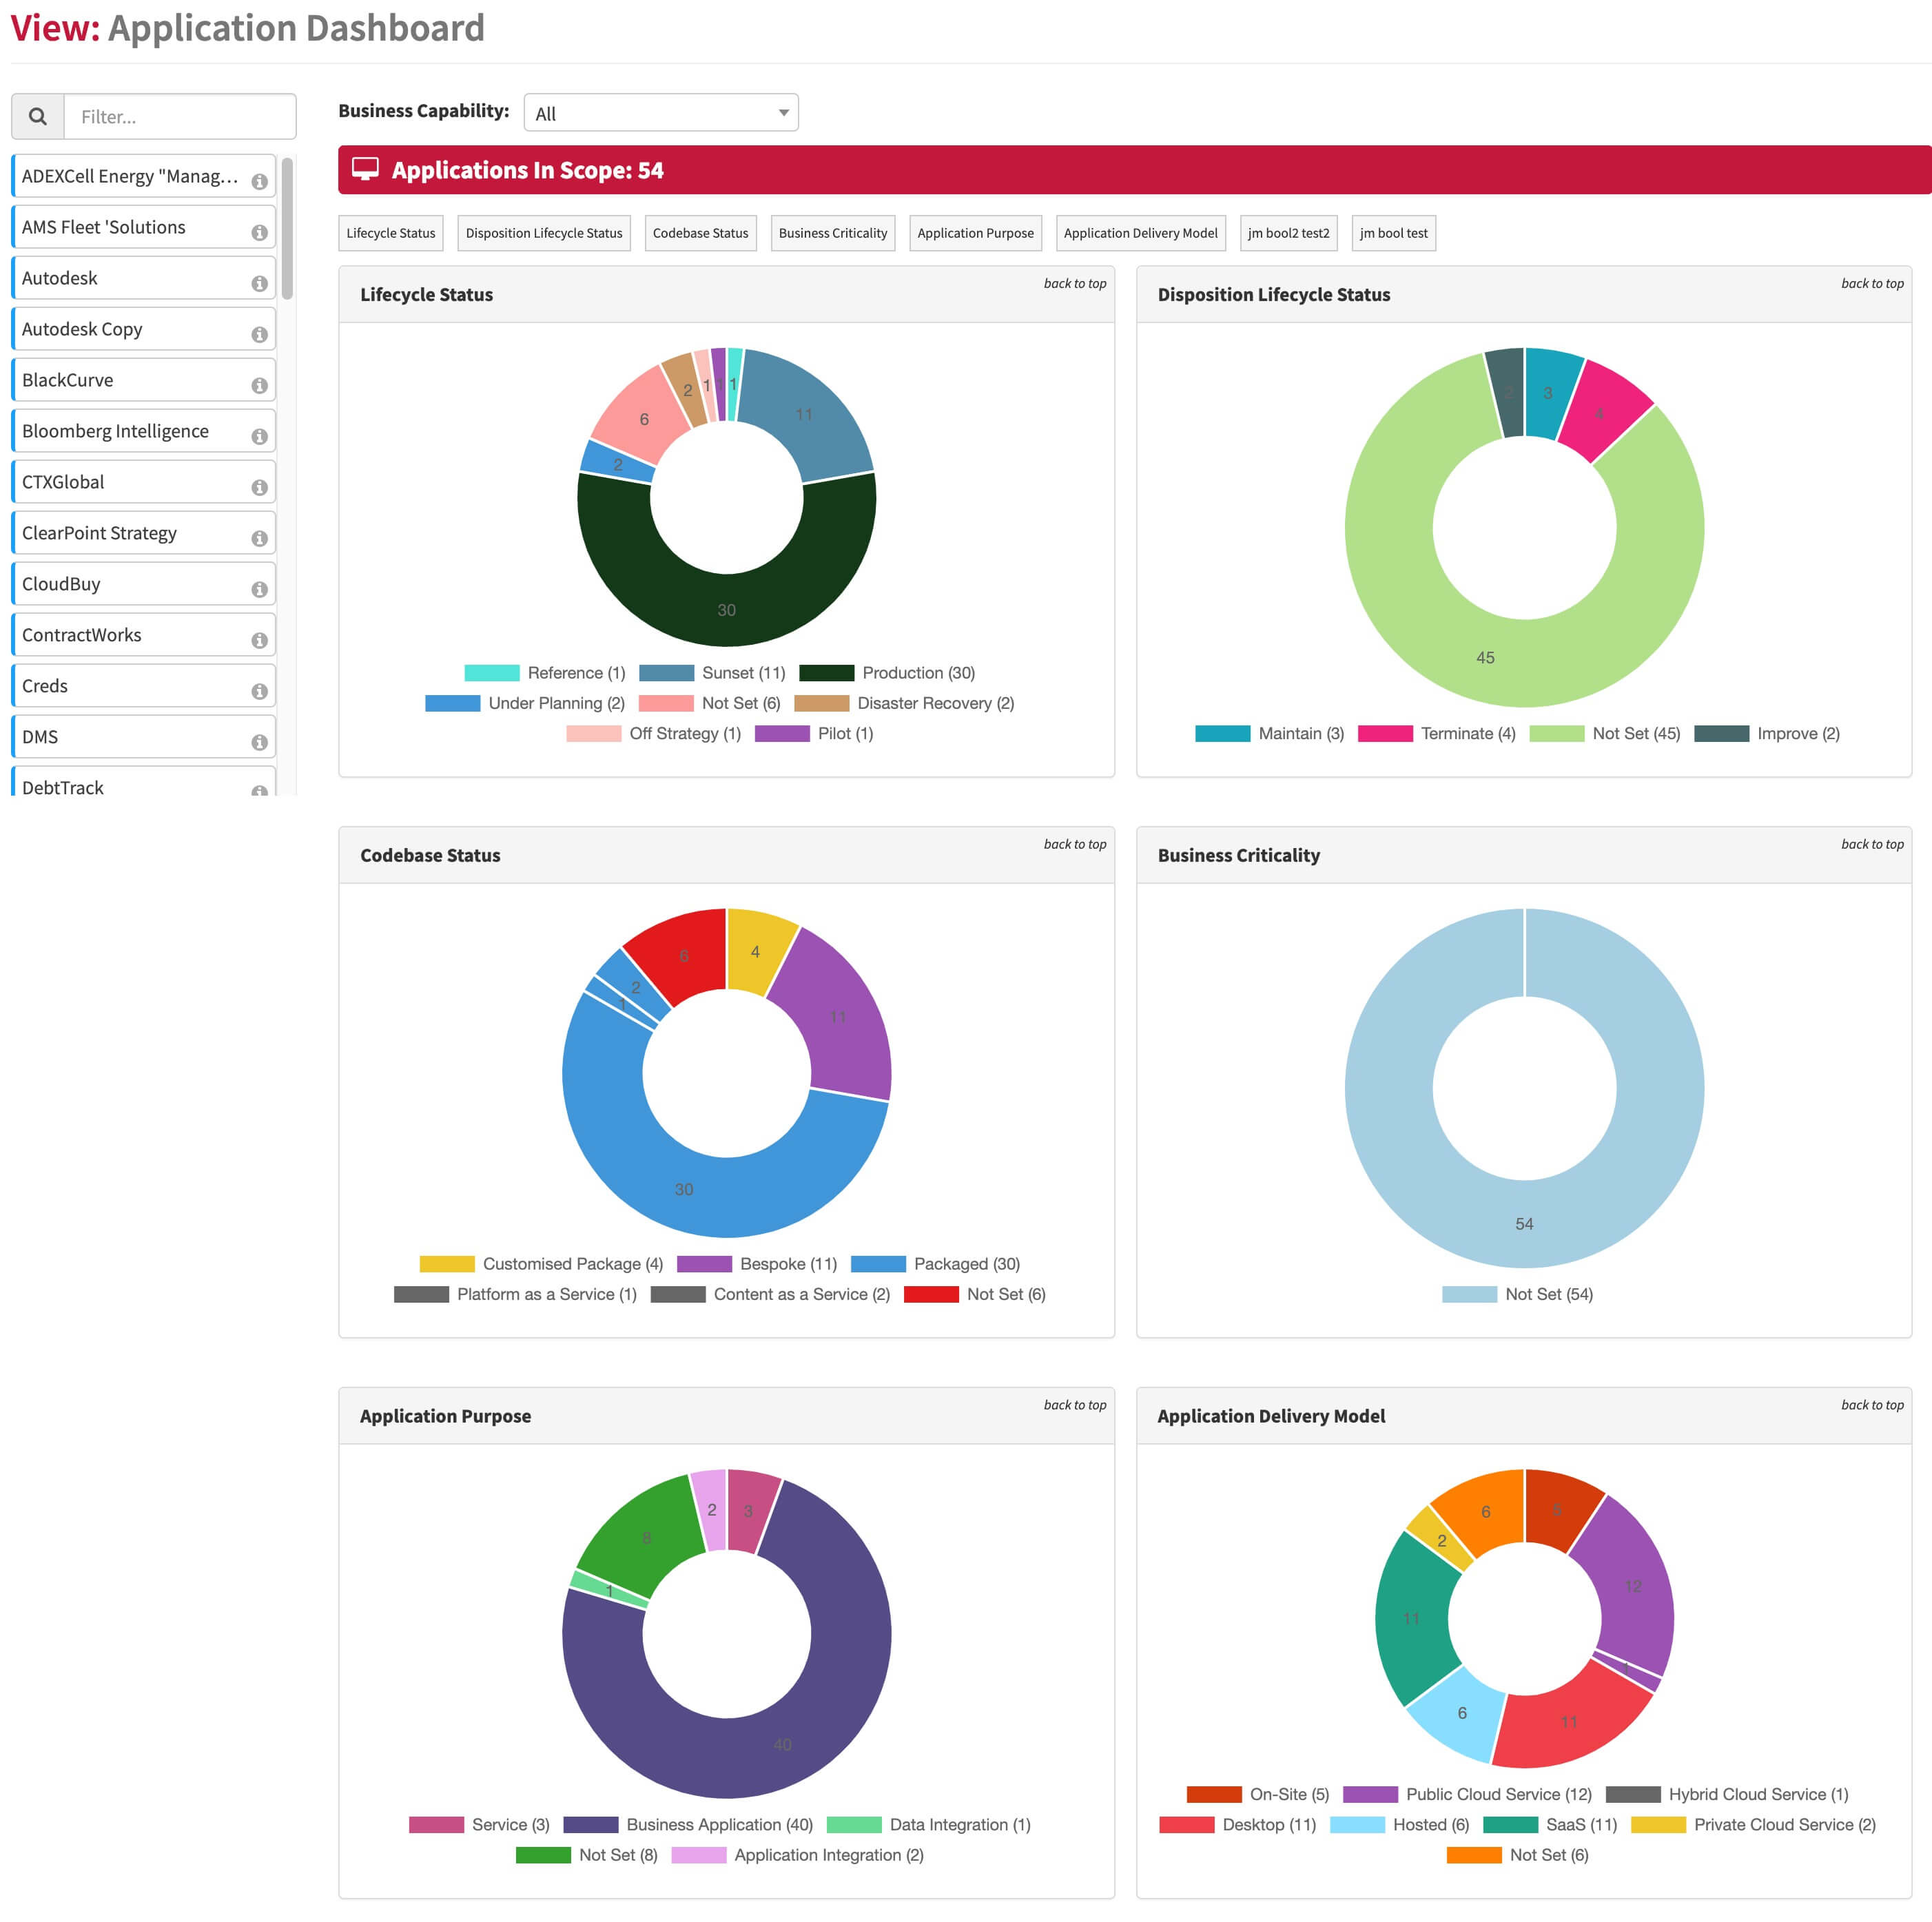 View: Application Dashboard
Filter...
ADEXCell Energy "Manag...
AMS Fleet 'Solutions
Autodesk
Autodesk Copy
BlackCurve
Bloomberg Intelligence
CTXGlobal
ClearPoint Strategy
CloudBuy
ContractWorks
Creds
DMS
DebtTrack
Business Capability: All
Applications In Scope: 54
Lifecycle Status Disposition Lifecycle Status Codebase Status Business Criticality Application Purpose Application Delivery Model jm bool2 test2 jm bool test
Lifecycle Status back to top
1 1 1 2 11 6 2 30
Reference (1) Sunset (11) Production (30)
Under Planning (2) Not Set (6) Disaster Recovery (2)
Off Strategy (1) Pilot (1)
Disposition Lifecycle Status back to top
2 3 4 45
Maintain (3) Terminate (4) Not Set (45) Improve (2)
Codebase Status back to top
6 4 2 1 11 30
Customised Package (4) Bespoke (11) Packaged (30)
Platform as a Service (1) Content as a Service (2) Not Set (6)
Business Criticality back to top
54
Not Set (54)
Application Purpose back to top
2 3 8 1 40
Service (3) Business Application (40) Data Integration (1)
Not Set (8) Application Integration (2)
Application Delivery Model back to top
6 5 2 12 11 1 6 11
On-Site (5) Public Cloud Service (12) Hybrid Cloud Service (1)
Desktop (11) Hosted (6) SaaS (11) Private Cloud Service (2)
Not Set (6)